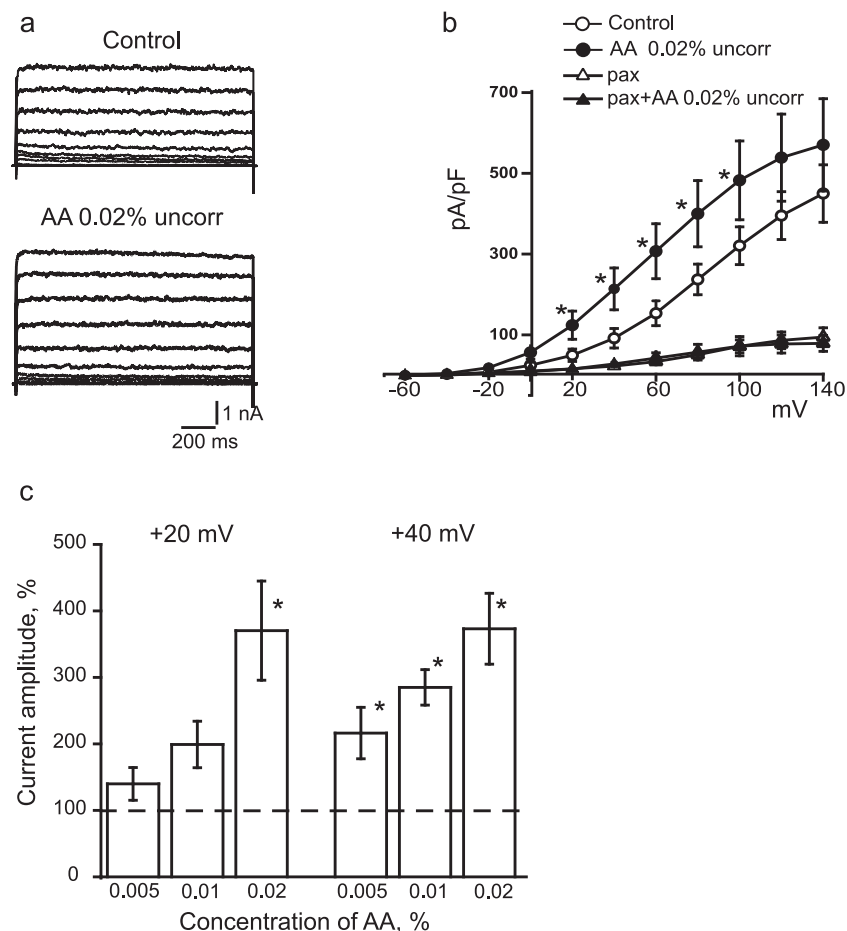 a
Control
AA 0.02% uncorr
1 nA
200 ms
b
Control
AA 0.02% uncorr
pax
pax+AA 0.02% uncorr
pA/pF
700
500
300
100
-60 -20 20 60 100 140
mV
* * * * *
c
+20 mV +40 mV
Current amplitude, %
500
400
300
200
100
0
* * * *
0.005 0.01 0.02 0.005 0.01 0.02
Concentration of AA, %